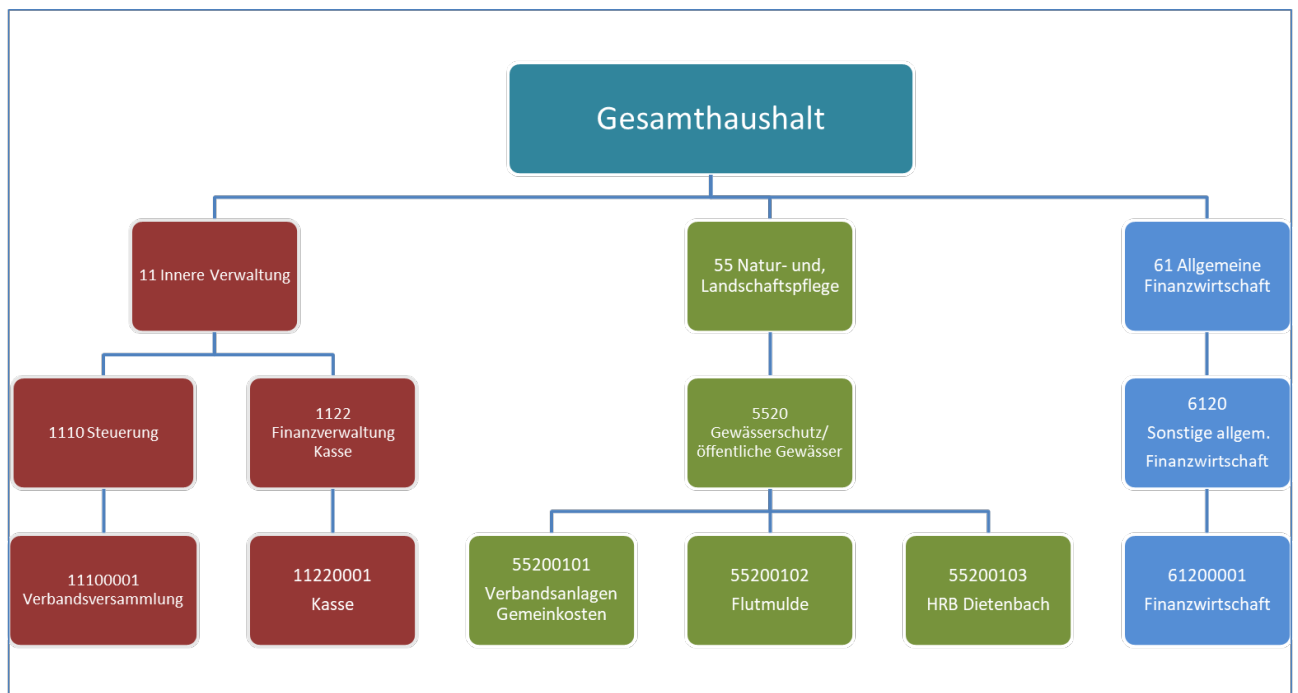 Gesamthaushalt
11 Innere Verwaltung
55 Natur- und,
Landschaftspflege
61 Allgemeine
Finanzwirtschaft
1110 Steuerung
1122
Finanzverwaltung
Kasse
5520
Gewässerschutz/
öffentliche Gewässer
6120
Sonstige allgem.
Finanzwirtschaft
11100001
Verbandsversammlung
11220001
Kasse
55200101
Verbandsanlagen
Gemeinkosten
55200102
Flutmulde
55200103
HRB Dietenbach
61200001
Finanzwirtschaft